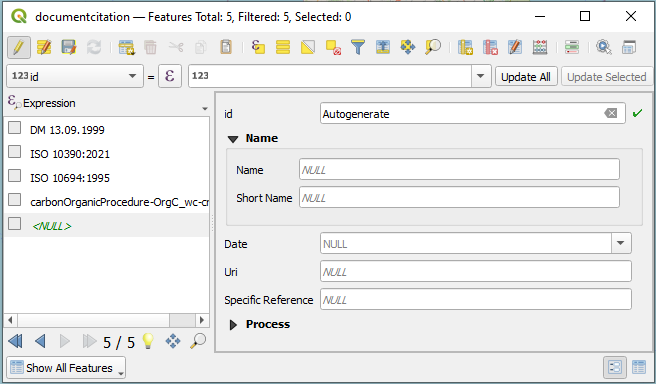 documentcitation — Features Total: 5, Filtered: 5, Selected: 0
123 id = ε 123 Update All Update Selected
Expression
DM 13.09.1999
ISO 10390:2021
ISO 10694:1995
carbonOrganicProcedure-OrgC_wc-cr
<NULL>
id Autogenerate
Name
Name NULL
Short Name NULL
Date NULL
Uri NULL
Specific Reference NULL
Process
5 / 5
Show All Features